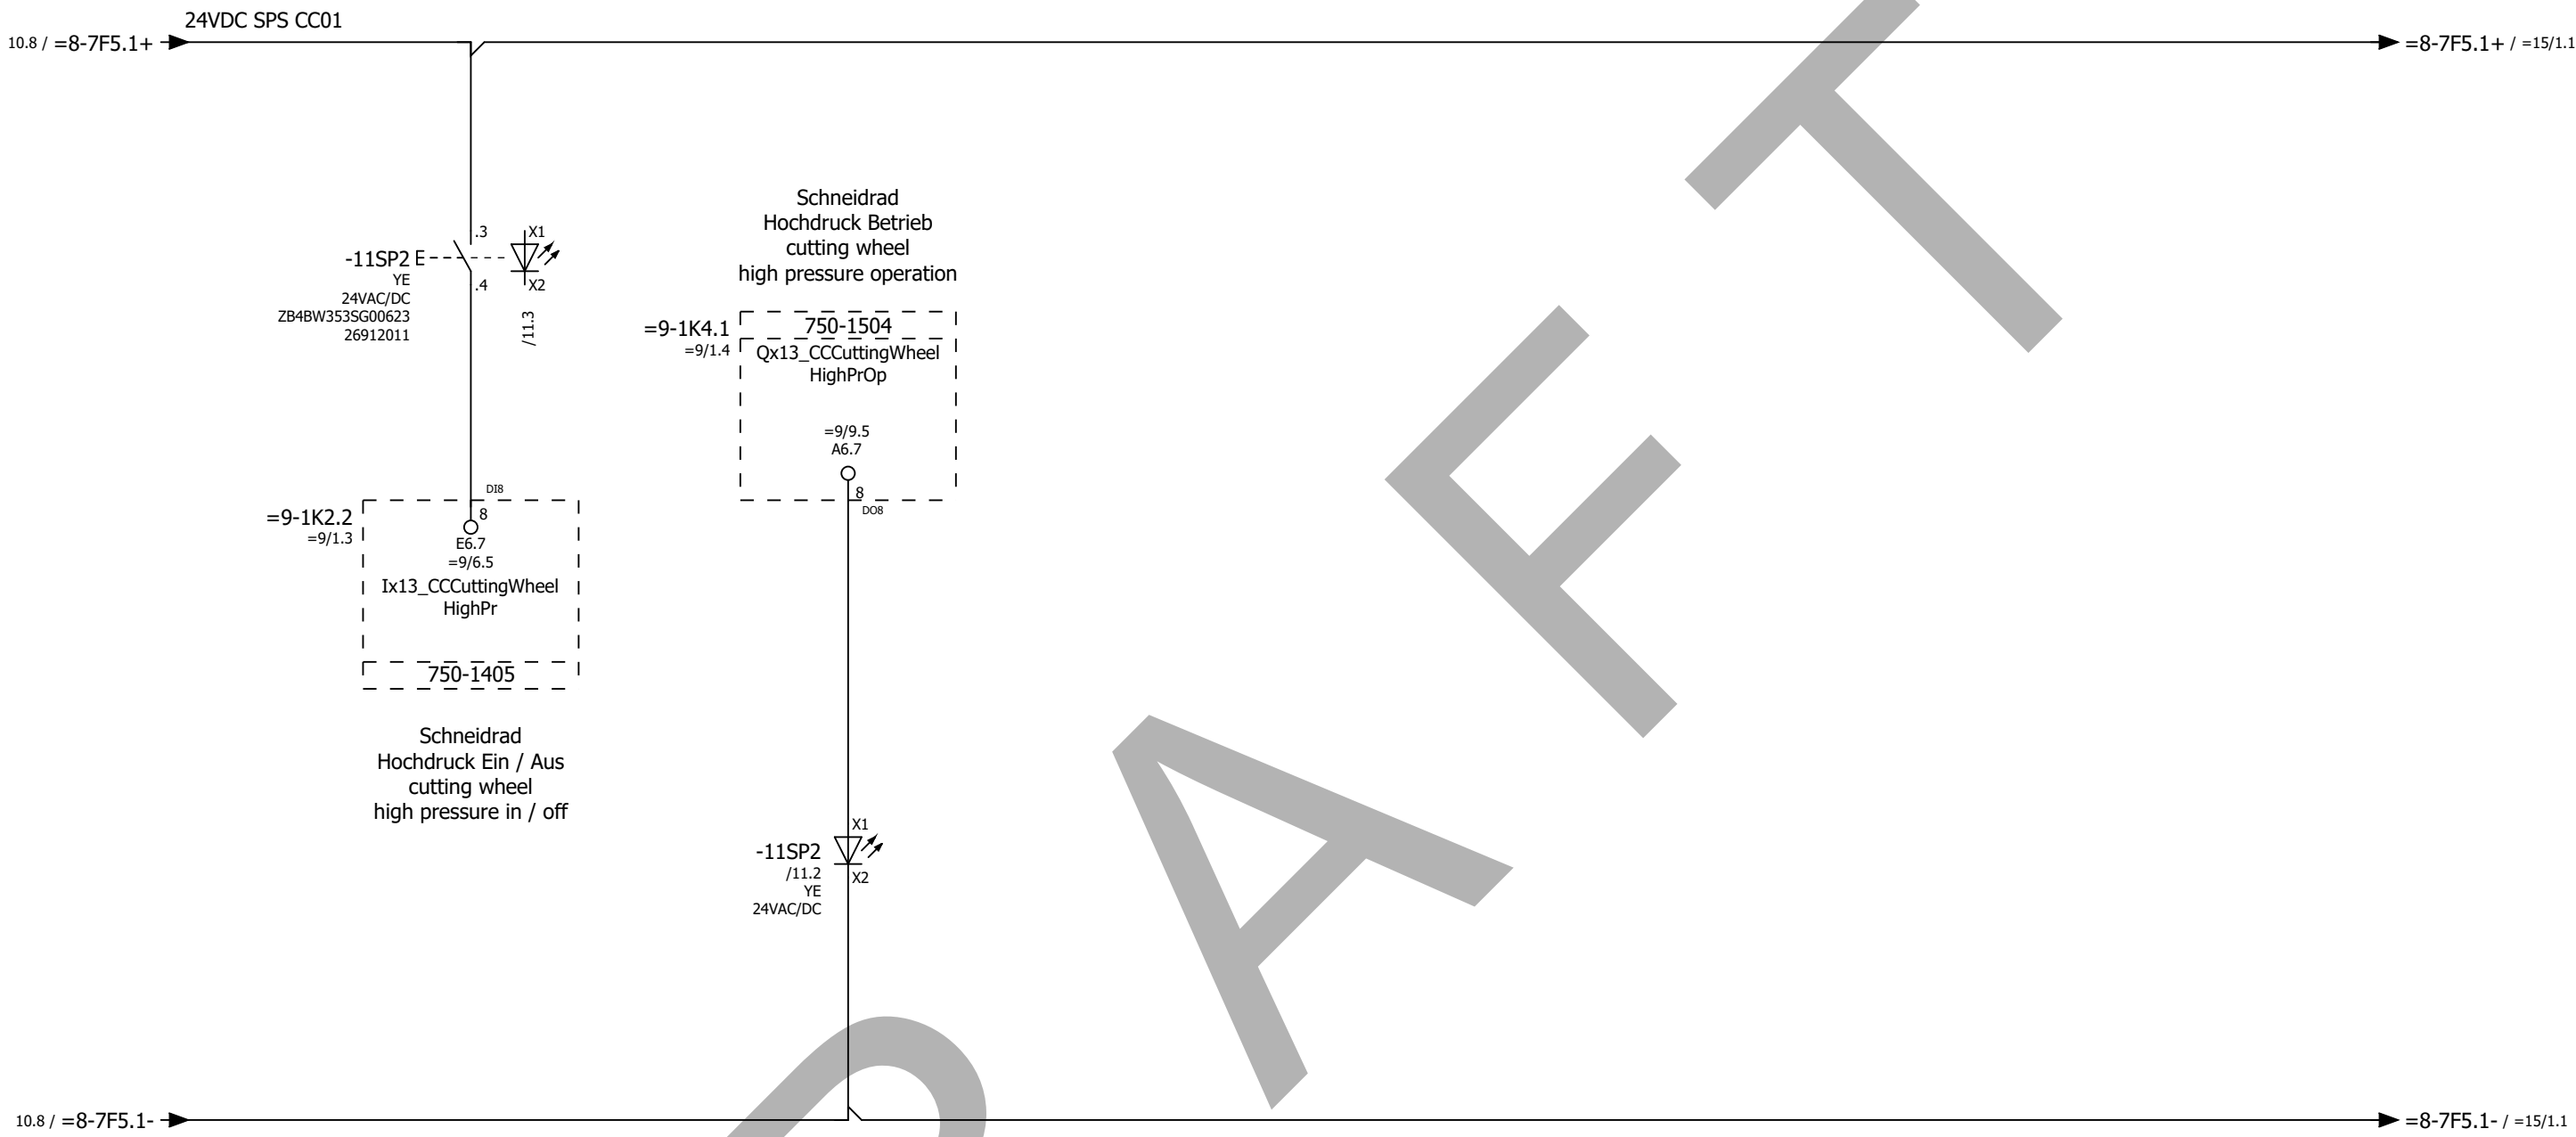 24VDC SPS CC01
10.8 / =8-7F5.1+
=8-7F5.1+ / =15/1.1
.3
X1
-11SP2
YE
24VAC/DC
ZB4BW353SG00623
26912011
.4
X2
/11.3
Schneidrad
Hochdruck Betrieb
cutting wheel
high pressure operation
=9-1K4.1
=9/1.4
750-1504
Qx13_CCCuttingWheel
HighPrOp
=9/9.5
A6.7
8
DO8
=9-1K2.2
=9/1.3
DI8
8
E6.7
=9/6.5
Ix13_CCCuttingWheel
HighPr
750-1405
Schneidrad
Hochdruck Ein / Aus
cutting wheel
high pressure in / off
X1
-11SP2
/11.2
YE
24VAC/DC
X2
10.8 / =8-7F5.1-
=8-7F5.1- / =15/1.1